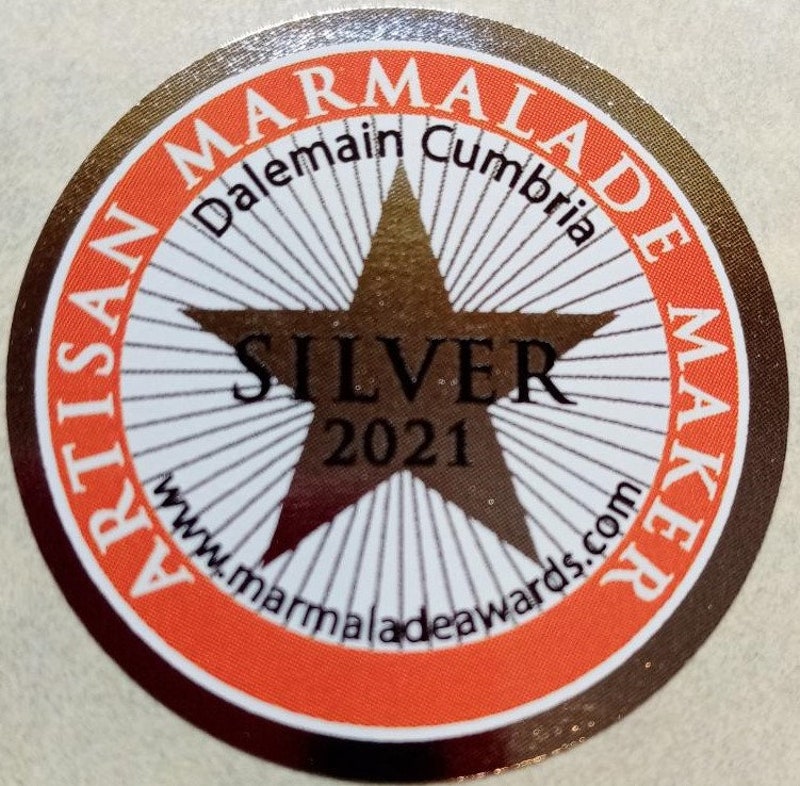 ARTISAN MARMALADE MAKER
Dalemain Cumbria
SILVER
2021
www.marmaladeawards.com